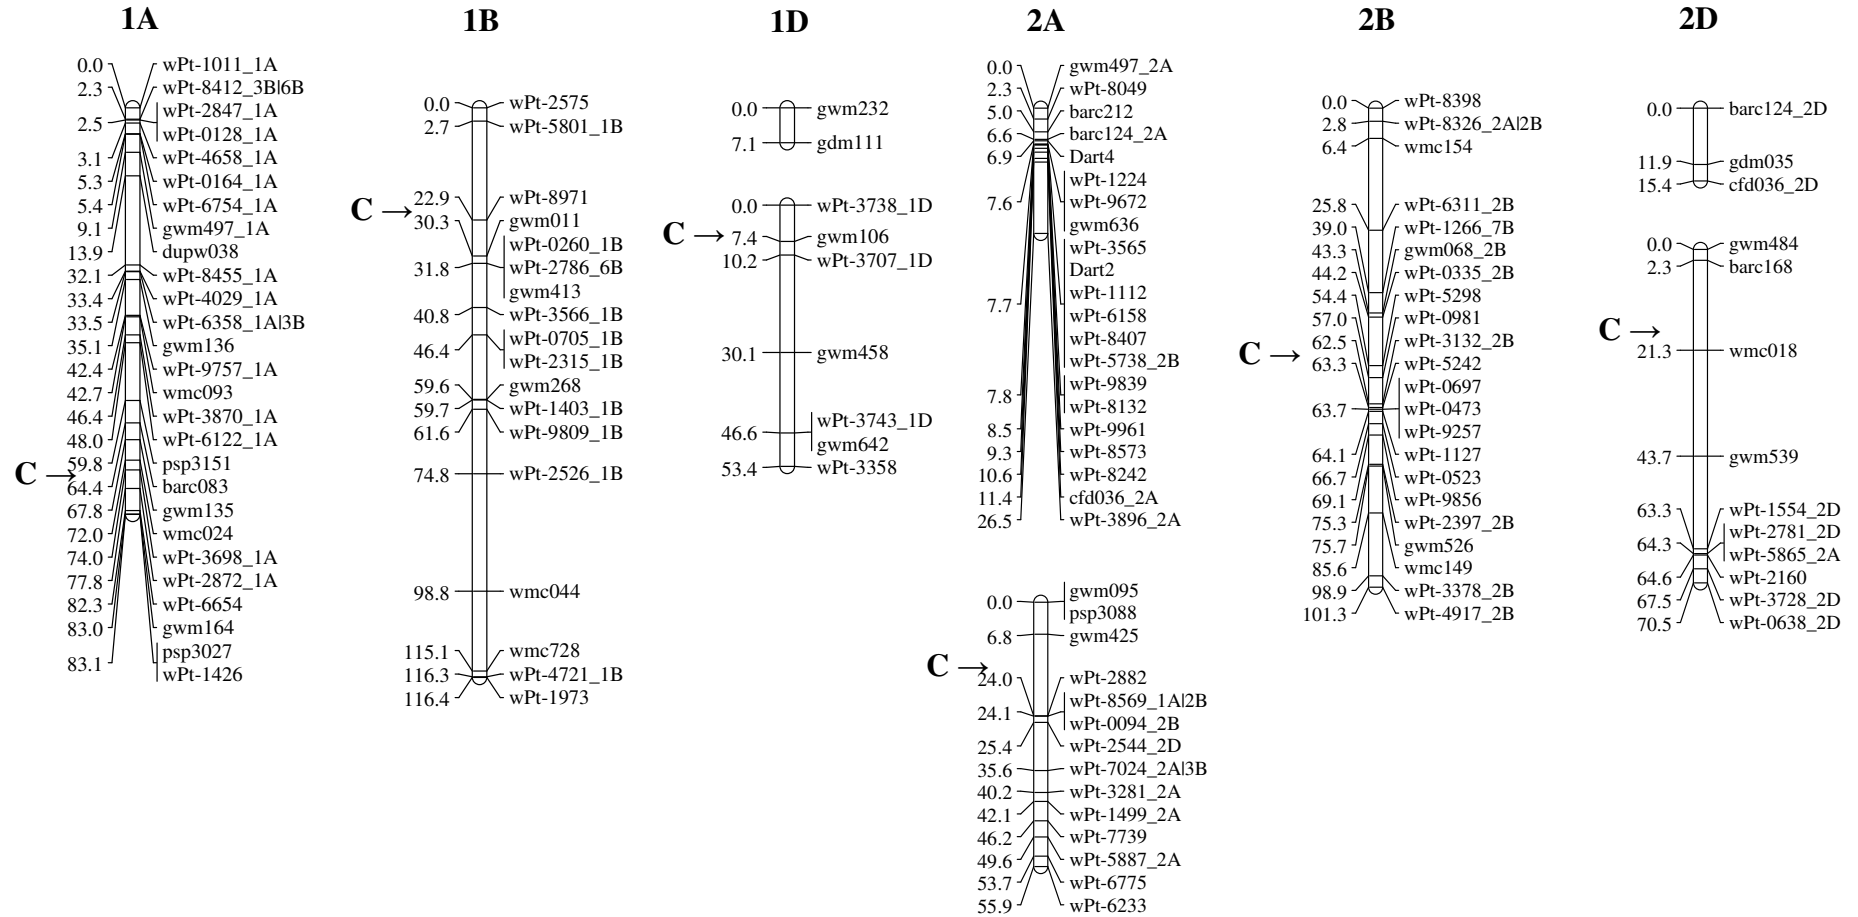 1A
0.0 wPt-1011_1A
2.3 wPt-8412_3B|6B
2.5 wPt-2847_1A
wPt-0128_1A
3.1 wPt-4658_1A
5.3 wPt-0164_1A
5.4 wPt-6754_1A
9.1 gwm497_1A
13.9 dupw038
32.1 wPt-8455_1A
33.4 wPt-4029_1A
33.5 wPt-6358_1A|3B
35.1 gwm136
42.4 wPt-9757_1A
42.7 wmc093
46.4 wPt-3870_1A
48.0 wPt-6122_1A
59.8 psp3151
C →
64.4 barc083
67.8 gwm135
72.0 wmc024
74.0 wPt-3698_1A
77.8 wPt-2872_1A
82.3 wPt-6654
83.0 gwm164
83.1 psp3027
wPt-1426
1B
0.0 wPt-2575
2.7 wPt-5801_1B
22.9 wPt-8971
C →
30.3 gwm011
31.8 wPt-0260_1B
wPt-2786_6B
gwm413
40.8 wPt-3566_1B
46.4 wPt-0705_1B
wPt-2315_1B
59.6 gwm268
59.7 wPt-1403_1B
61.6 wPt-9809_1B
74.8 wPt-2526_1B
98.8 wmc044
115.1 wmc728
116.3 wPt-4721_1B
116.4 wPt-1973
1D
0.0 gwm232
7.1 gdm111
0.0 wPt-3738_1D
C →
7.4 gwm106
10.2 wPt-3707_1D
30.1 gwm458
46.6 wPt-3743_1D
gwm642
53.4 wPt-3358
2A
0.0 gwm497_2A
2.3 wPt-8049
5.0 barc212
6.6 barc124_2A
6.9 Dart4
7.6 wPt-1224
wPt-9672
gwm636
7.7 wPt-3565
Dart2
wPt-1112
wPt-6158
wPt-8407
wPt-5738_2B
7.8 wPt-9839
wPt-8132
8.5 wPt-9961
9.3 wPt-8573
10.6 wPt-8242
11.4 cfd036_2A
26.5 wPt-3896_2A
0.0 gwm095
psp3088
6.8 gwm425
C →
24.0 wPt-2882
24.1 wPt-8569_1A|2B
wPt-0094_2B
25.4 wPt-2544_2D
35.6 wPt-7024_2A|3B
40.2 wPt-3281_2A
42.1 wPt-1499_2A
46.2 wPt-7739
49.6 wPt-5887_2A
53.7 wPt-6775
55.9 wPt-6233
2B
0.0 wPt-8398
2.8 wPt-8326_2A|2B
6.4 wmc154
25.8 wPt-6311_2B
39.0 wPt-1266_7B
43.3 gwm068_2B
44.2 wPt-0335_2B
54.4 wPt-5298
57.0 wPt-0981
62.5 wPt-3132_2B
C →
63.3 wPt-5242
63.7 wPt-0697
wPt-0473
wPt-9257
64.1 wPt-1127
66.7 wPt-0523
69.1 wPt-9856
75.3 wPt-2397_2B
75.7 gwm526
85.6 wmc149
98.9 wPt-3378_2B
101.3 wPt-4917_2B
2D
0.0 barc124_2D
11.9 gdm035
15.4 cfd036_2D
0.0 gwm484
2.3 barc168
C →
21.3 wmc018
43.7 gwm539
63.3 wPt-1554_2D
64.3 wPt-2781_2D
wPt-5865_2A
64.6 wPt-2160
67.5 wPt-3728_2D
70.5 wPt-0638_2D